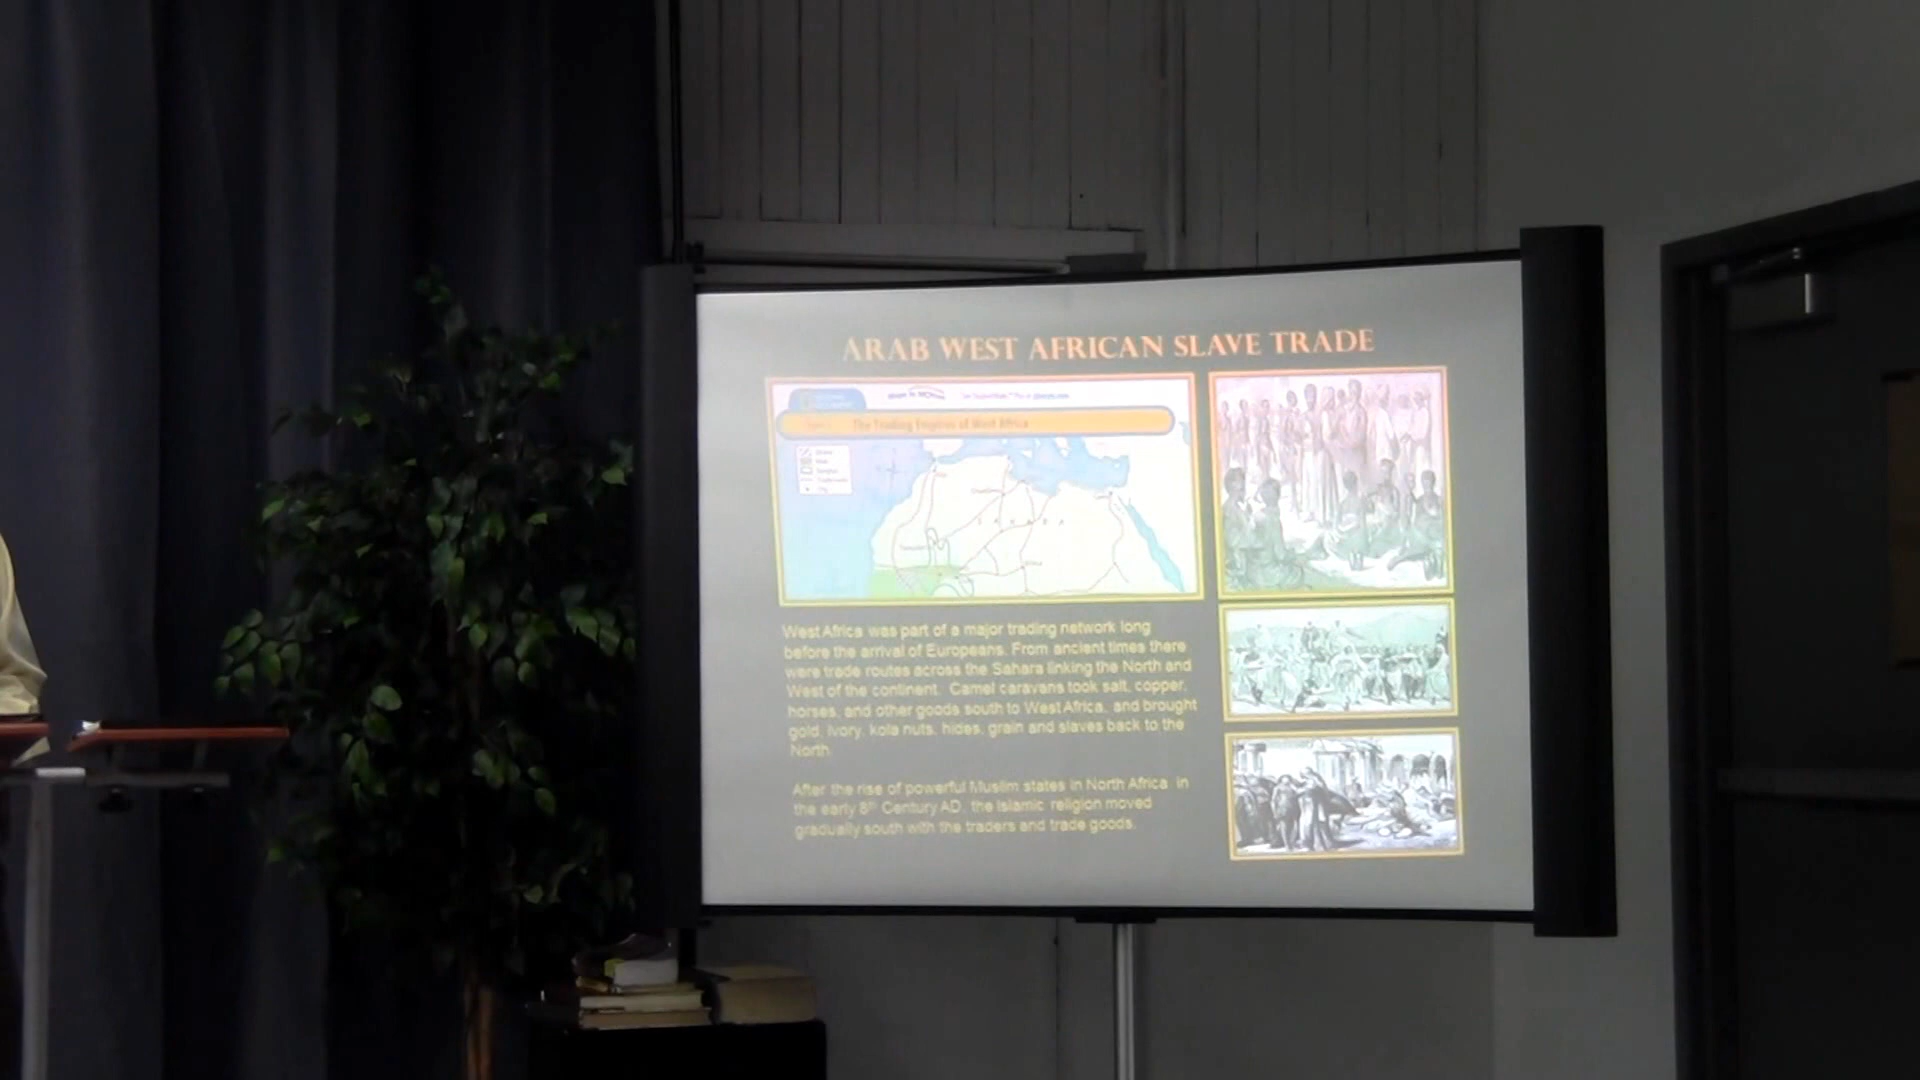 ARAB WEST AFRICAN SLAVE TRADE
The Trading Empires of West Africa
S A H A R A
West Africa was part of a major trading network long
before the arrival of Europeans. From ancient times there
were trade routes across the Sahara linking the North and
West of the continent. Camel caravans took salt, copper,
horses, and other goods south to West Africa, and brought
gold, ivory, kola nuts, hides, grain and slaves back to the
North.
After the rise of powerful Muslim states in North Africa in
the early 8th Century AD, the Islamic religion moved
gradually south with the traders and trade goods.